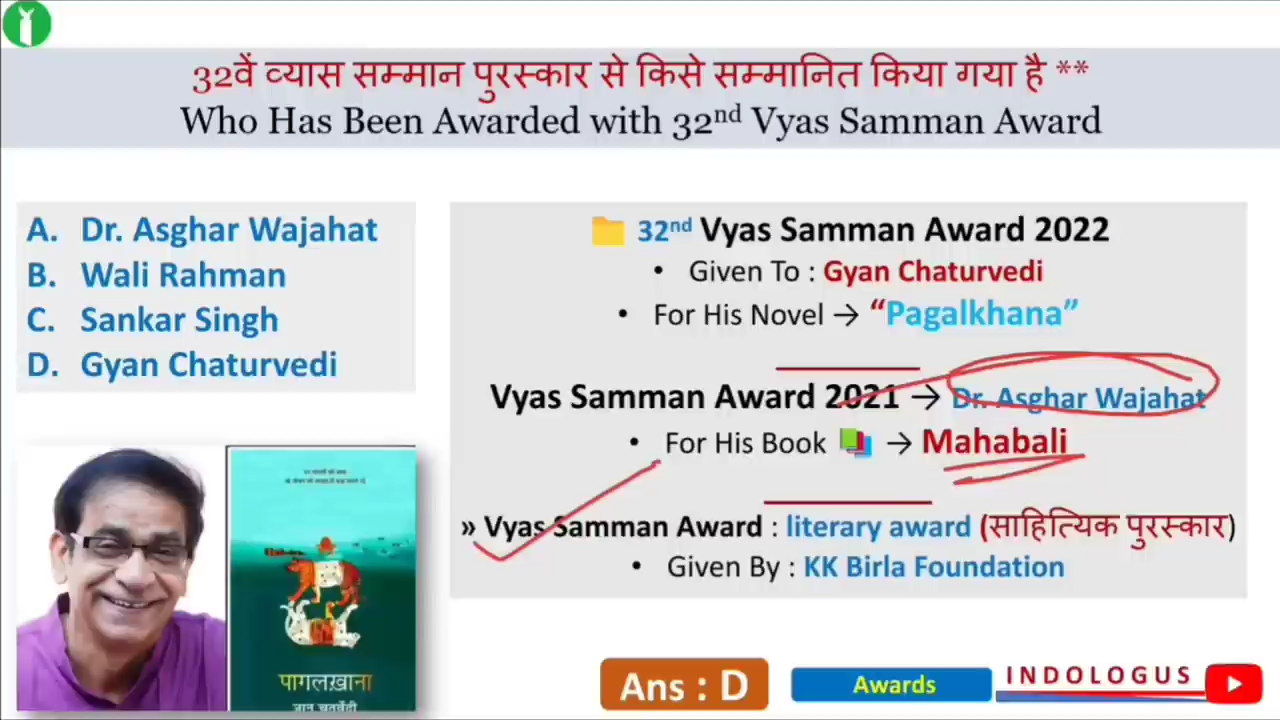 32वें व्यास सम्मान पुरस्कार से किसे सम्मानित किया गया है **
Who Has Been Awarded with 32nd Vyas Samman Award
A. Dr. Asghar Wajahat
B. Wali Rahman
C. Sankar Singh
D. Gyan Chaturvedi
32nd Vyas Samman Award 2022
• Given To : Gyan Chaturvedi
• For His Novel → “Pagalkhana”
Vyas Samman Award 2021 → Dr. Asghar Wajahat
• For His Book → Mahabali
» Vyas Samman Award : literary award (साहित्यिक पुरस्कार)
• Given By : KK Birla Foundation
पागलख़ाना
ज्ञान चतुर्वेदी
Ans : D
Awards
INDOLOGUS